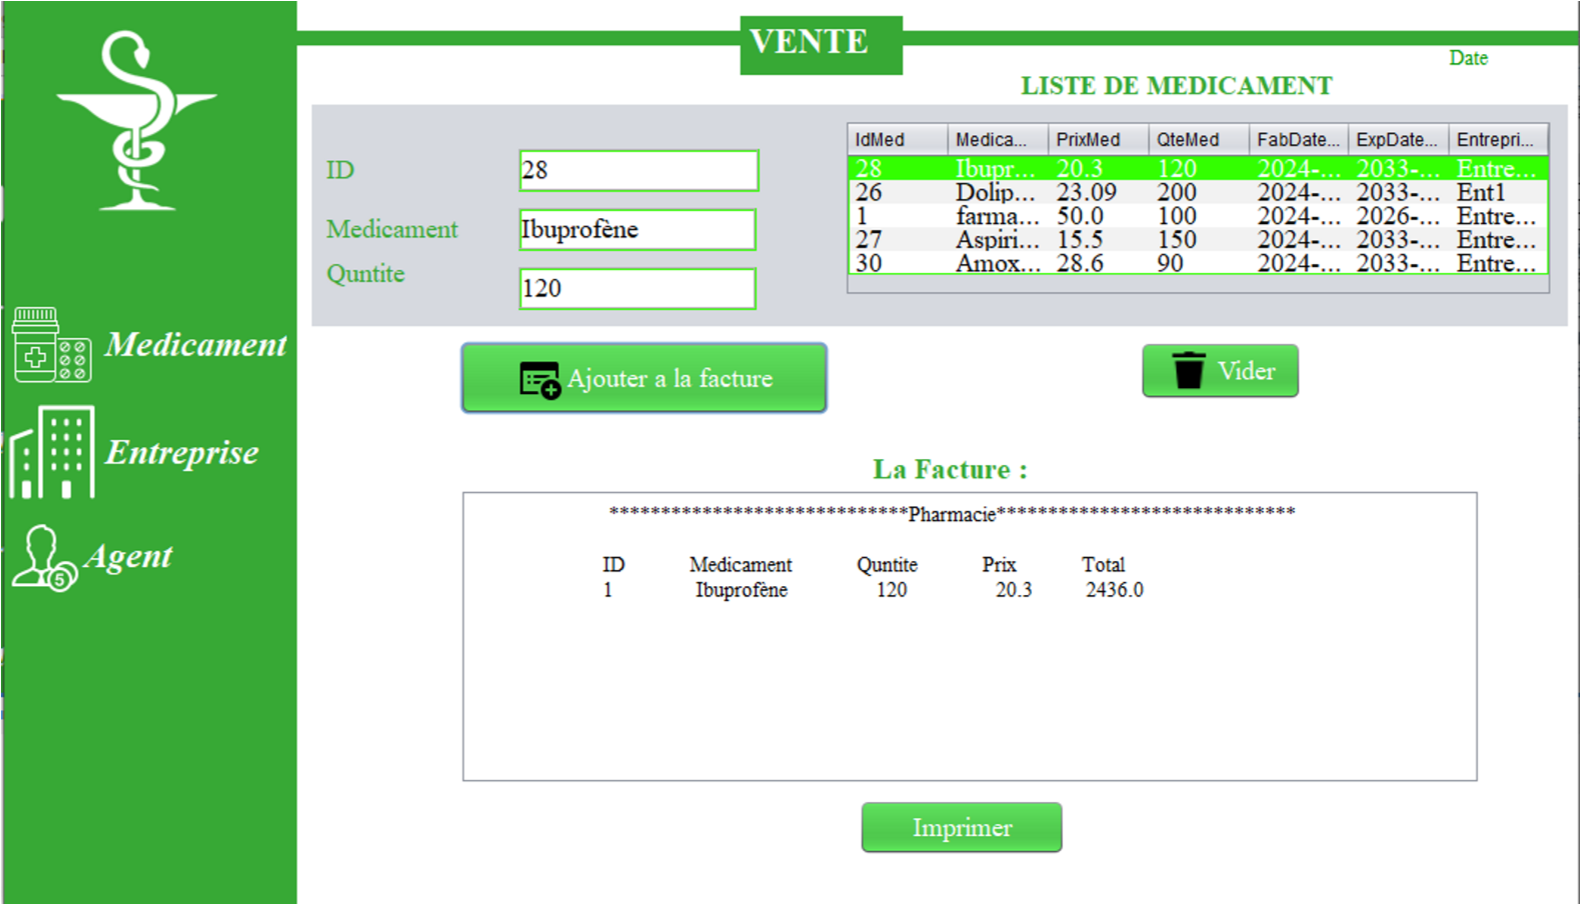 VENTE
Date
LISTE DE MEDICAMENT
IdMed Medica... PrixMed QteMed FabDate... ExpDate... Entrepri...
28 Ibupr... 20.3 120 2024-... 2033-... Entre...
26 Dolip... 23.09 200 2024-... 2033-... Ent1
1 farma... 50.0 100 2024-... 2026-... Entre...
27 Aspiri... 15.5 150 2024-... 2033-... Entre...
30 Amox... 28.6 90 2024-... 2033-... Entre...
ID 28
Medicament Ibuprofène
Quntite 120
Medicament
Entreprise
5 Agent
Ajouter a la facture
Vider
La Facture :
*****************************Pharmacie*****************************
ID Medicament Quntite Prix Total
1 Ibuprofène 120 20.3 2436.0
Imprimer